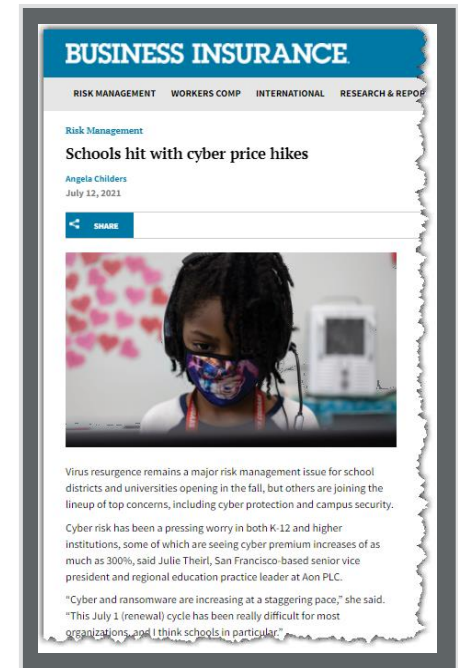 BUSINESS INSURANCE.
RISK MANAGEMENT WORKERS COMP INTERNATIONAL RESEARCH & REPOR
Risk Management
Schools hit with cyber price hikes
Angela Childers
July 12, 2021
SHARE
Virus resurgence remains a major risk management issue for school
districts and universities opening in the fall, but others are joining the
lineup of top concerns, including cyber protection and campus security.
Cyber risk has been a pressing worry in both K-12 and higher
institutions, some of which are seeing cyber premium increases of as
much as 300%, said Julie Theirl, San Francisco-based senior vice
president and regional education practice leader at Aon PLC.
“Cyber and ransomware are increasing at a staggering pace,” she said.
“This July 1 (renewal) cycle has been really difficult for most
organizations, and I think schools in particular.”